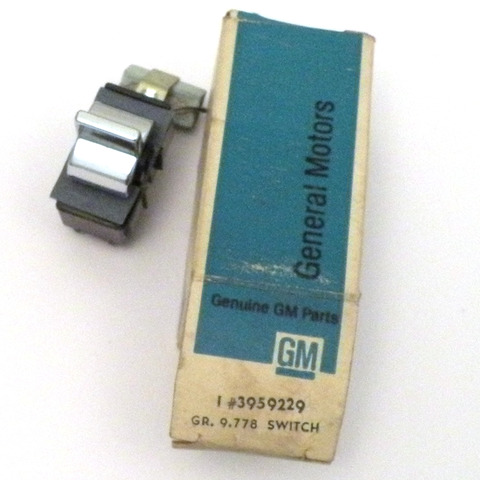 General Motors
Genuine GM Parts
GM
1 #3959229
GR. 9.778 SWITCH